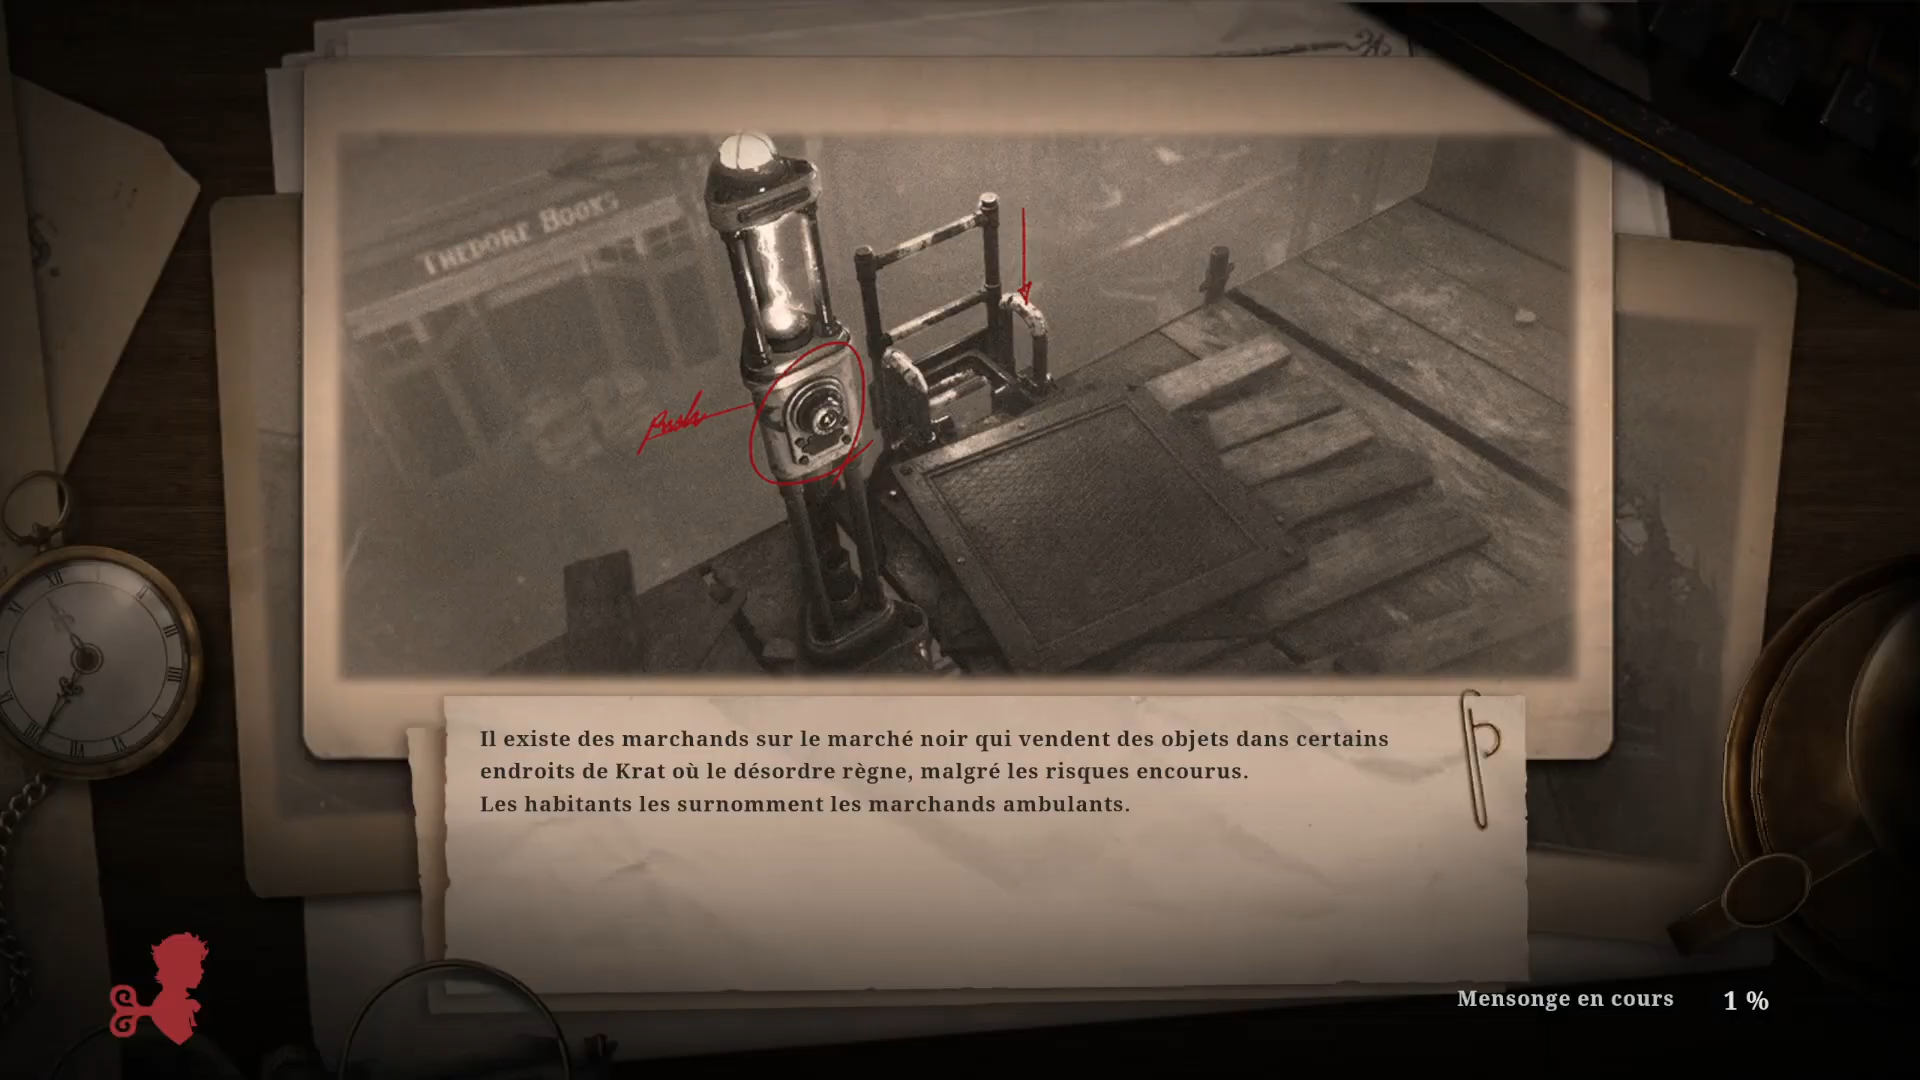 THEDORE BOOKS
Push
Il existe des marchands sur le marché noir qui vendent des objets dans certains
endroits de Krat où le désordre règne, malgré les risques encourus.
Les habitants les surnomment les marchands ambulants.
Mensonge en cours 1 %